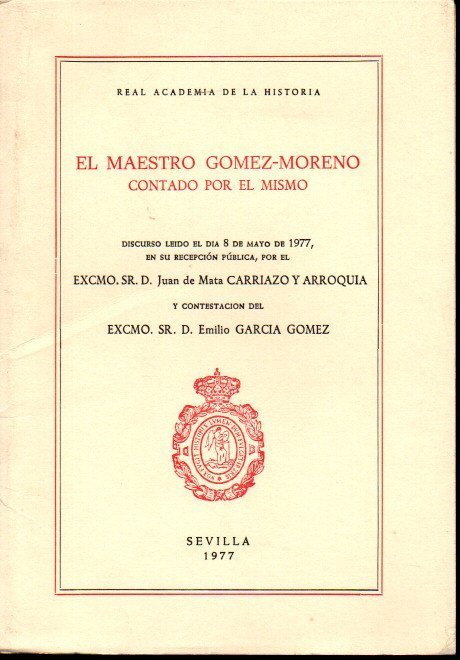 REAL ACADEMIA DE LA HISTORIA
EL MAESTRO GOMEZ-MORENO
CONTADO POR EL MISMO
DISCURSO LEIDO EL DIA 8 DE MAYO DE 1977,
EN SU RECEPCIÓN PÚBLICA, POR EL
EXCMO. SR. D. Juan de Mata CARRIAZO Y ARROQUIA
Y CONTESTACION DEL
EXCMO. SR. D. Emilio GARCIA GOMEZ
SEVILLA
1977